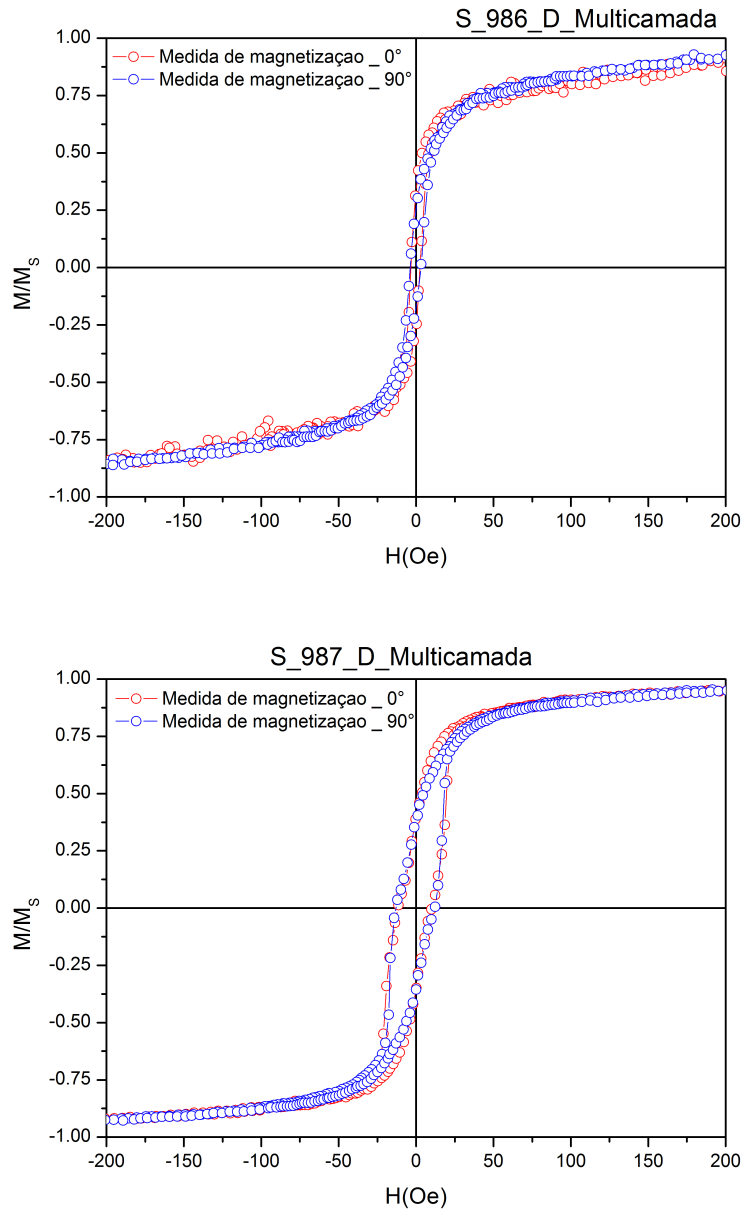 S_986_D_Multicamada
Medida de magnetizaçao _ 0°
Medida de magnetizaçao _ 90°
1.00
0.75
0.50
0.25
0.00
-0.25
-0.50
-0.75
-1.00
M/Ms
-200 -150 -100 -50 0 50 100 150 200
H(Oe)
S_987_D_Multicamada
Medida de magnetizaçao _ 0°
Medida de magnetizaçao _ 90°
1.00
0.75
0.50
0.25
0.00
-0.25
-0.50
-0.75
-1.00
M/Ms
-200 -150 -100 -50 0 50 100 150 200
H(Oe)